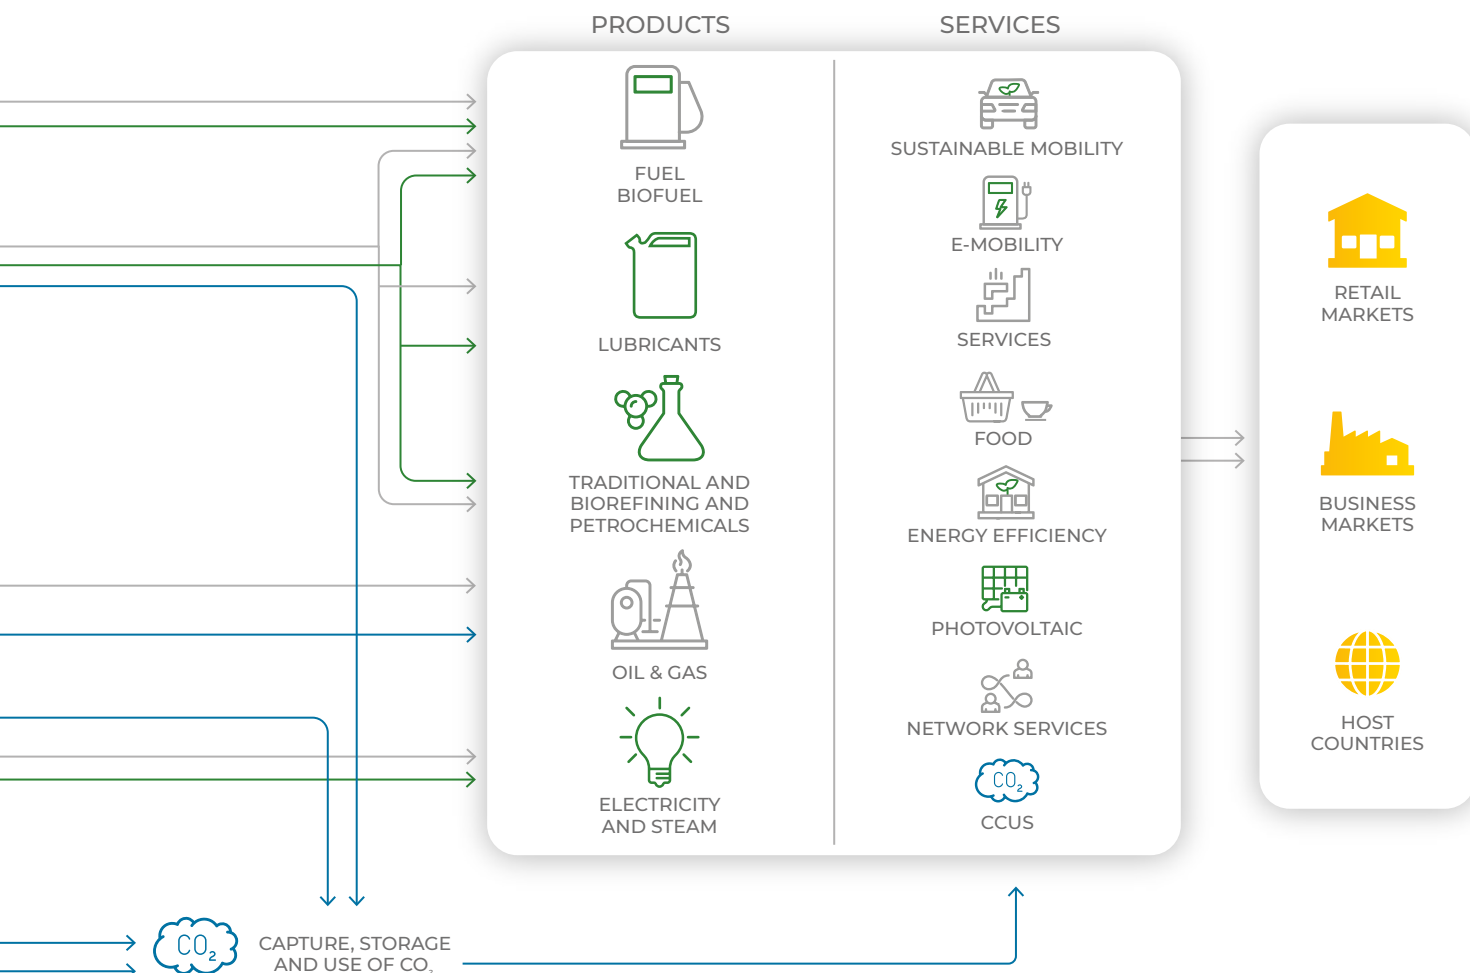 PRODUCTS
SERVICES
FUEL
BIOFUEL
LUBRICANTS
TRADITIONAL AND
BIOREFINING AND
PETROCHEMICALS
OIL & GAS
ELECTRICITY
AND STEAM
SUSTAINABLE MOBILITY
E-MOBILITY
SERVICES
FOOD
ENERGY EFFICIENCY
PHOTOVOLTAIC
NETWORK SERVICES
CO₂
CCUS
RETAIL
MARKETS
BUSINESS
MARKETS
HOST
COUNTRIES
CO₂
CAPTURE, STORAGE
AND USE OF CO₂